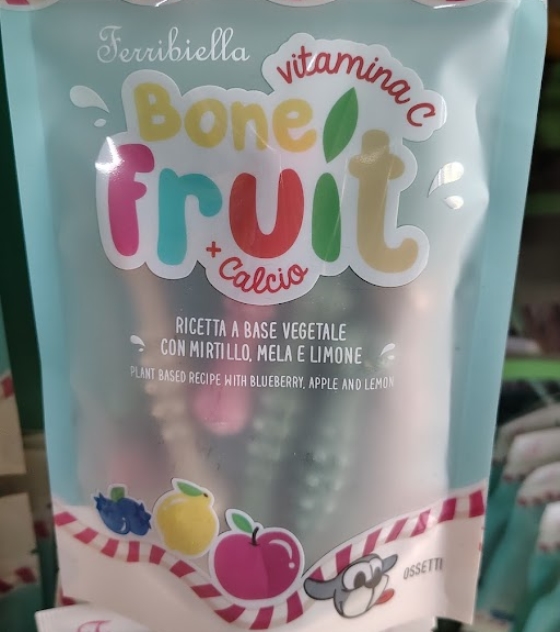 Ferribiella
vitamina C
Bone
fruit
+ Calcio
RICETTA A BASE VEGETALE
CON MIRTILLO, MELA E LIMONE
PLANT BASED RECIPE WITH BLUEBERRY, APPLE AND LEMON
OSSETTI